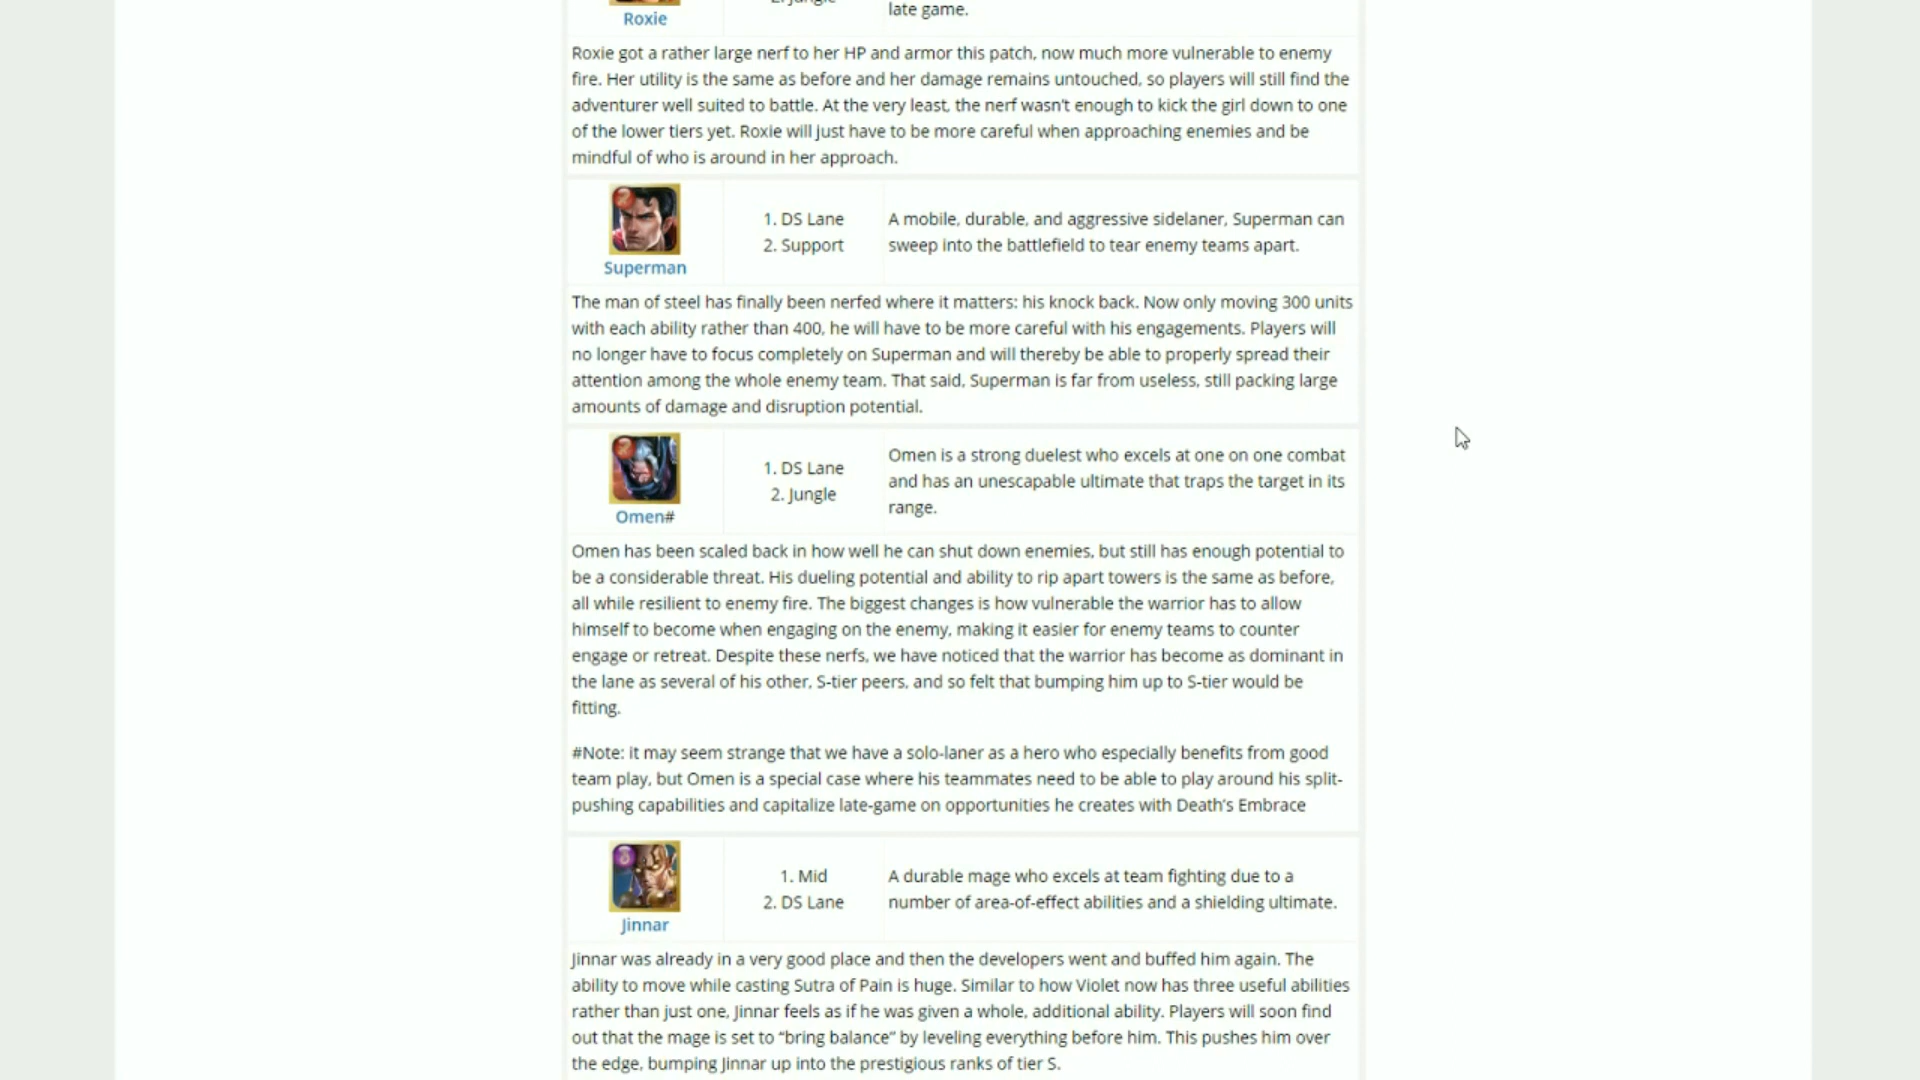 late game.
Roxie
Roxie got a rather large nerf to her HP and armor this patch, now much more vulnerable to enemy
fire. Her utility is the same as before and her damage remains untouched, so players will still find the
adventurer well suited to battle. At the very least, the nerf wasn't enough to kick the girl down to one
of the lower tiers yet. Roxie will just have to be more careful when approaching enemies and be
mindful of who is around in her approach.
1. DS Lane
2. Support
A mobile, durable, and aggressive sidelaner, Superman can
sweep into the battlefield to tear enemy teams apart.
Superman
The man of steel has finally been nerfed where it matters: his knock back. Now only moving 300 units
with each ability rather than 400, he will have to be more careful with his engagements. Players will
no longer have to focus completely on Superman and will thereby be able to properly spread their
attention among the whole enemy team. That said, Superman is far from useless, still packing large
amounts of damage and disruption potential.
1. DS Lane
2. Jungle
Omen is a strong duelest who excels at one on one combat
and has an unescapable ultimate that traps the target in its
range.
Omen#
Omen has been scaled back in how well he can shut down enemies, but still has enough potential to
be a considerable threat. His dueling potential and ability to rip apart towers is the same as before,
all while resilient to enemy fire. The biggest changes is how vulnerable the warrior has to allow
himself to become when engaging on the enemy, making it easier for enemy teams to counter
engage or retreat. Despite these nerfs, we have noticed that the warrior has become as dominant in
the lane as several of his other, S-tier peers, and so felt that bumping him up to S-tier would be
fitting.
#Note: it may seem strange that we have a solo-laner as a hero who especially benefits from good
team play, but Omen is a special case where his teammates need to be able to play around his split-
pushing capabilities and capitalize late-game on opportunities he creates with Death's Embrace
1. Mid
2. DS Lane
A durable mage who excels at team fighting due to a
number of area-of-effect abilities and a shielding ultimate.
Jinnar
Jinnar was already in a very good place and then the developers went and buffed him again. The
ability to move while casting Sutra of Pain is huge. Similar to how Violet now has three useful abilities
rather than just one, Jinnar feels as if he was given a whole, additional ability. Players will soon find
out that the mage is set to “bring balance” by leveling everything before him. This pushes him over
the edge, bumping Jinnar up into the prestigious ranks of tier S.